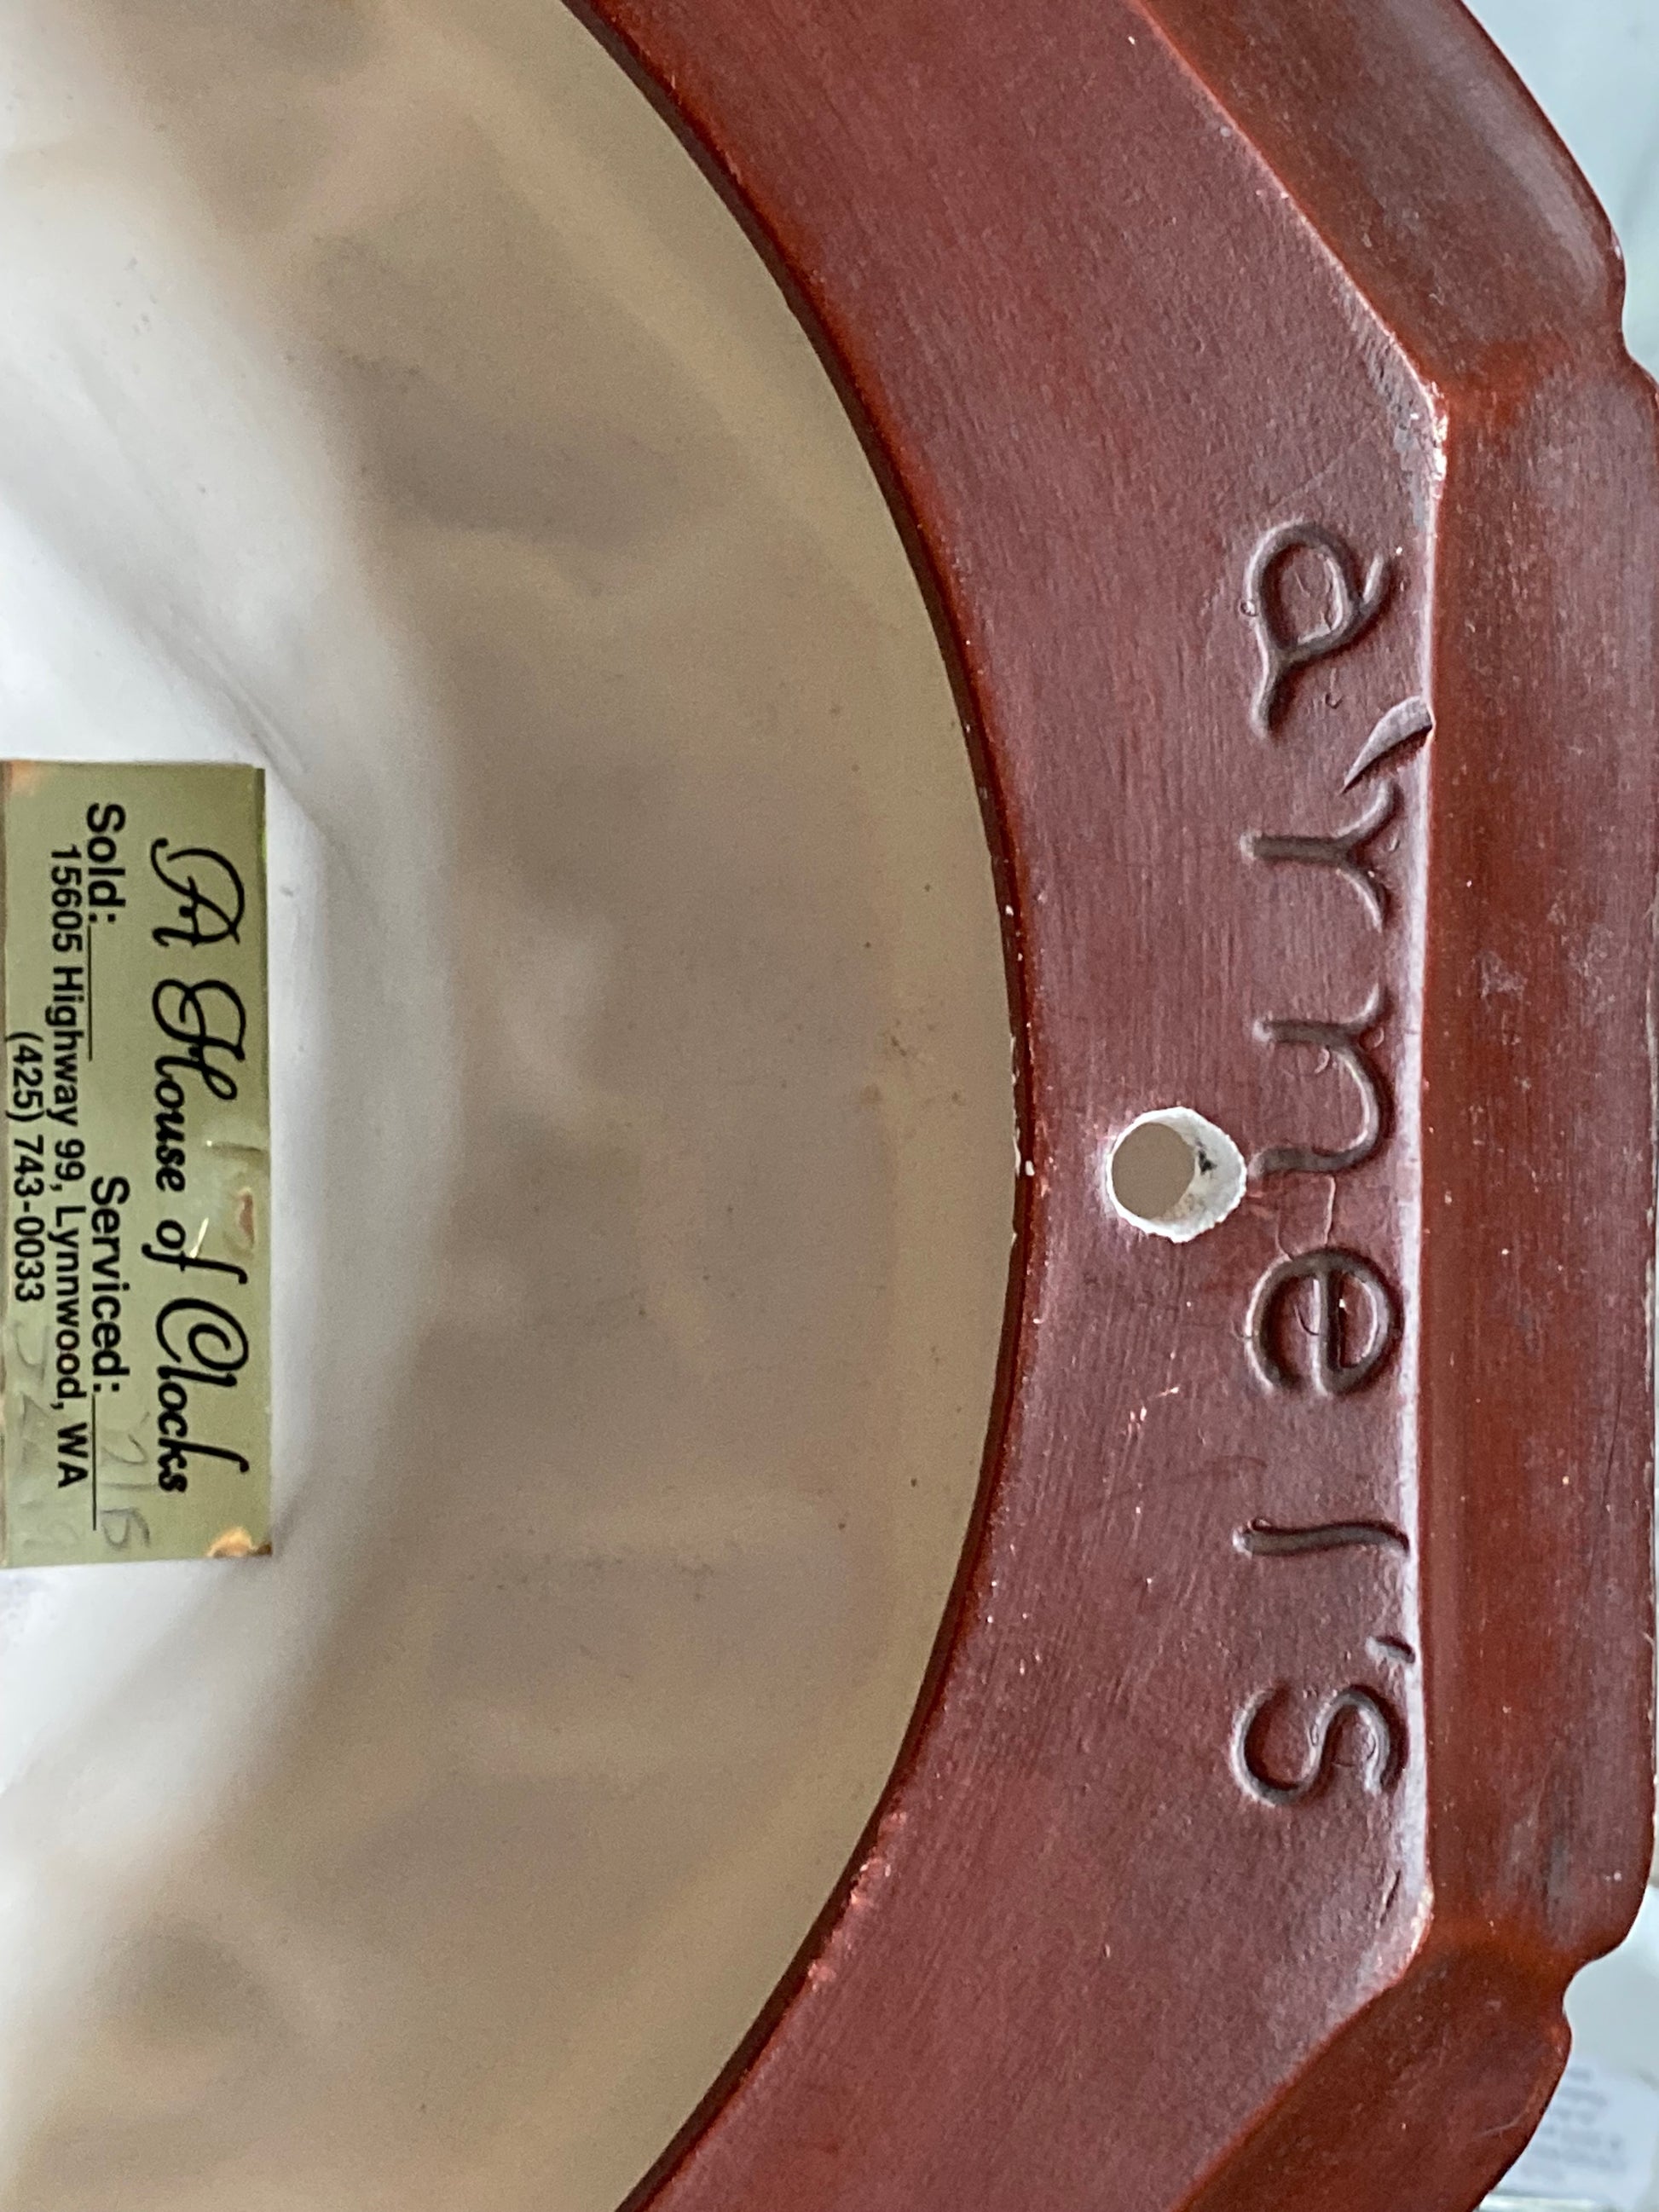 arnel's
A House of Clocks
Sold: Serviced:
15605 Highway 99, Lynnwood, WA
(425) 743-0033